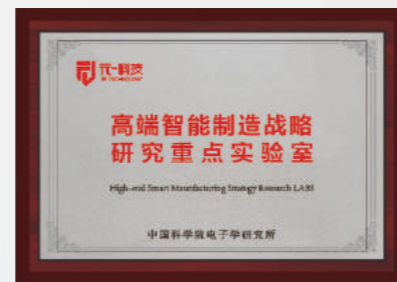 元一科技
高端智能制造战略
研究重点实验室
High-end Smart Manufacturing Strategy Research LABS
中国科学院电子学研究所